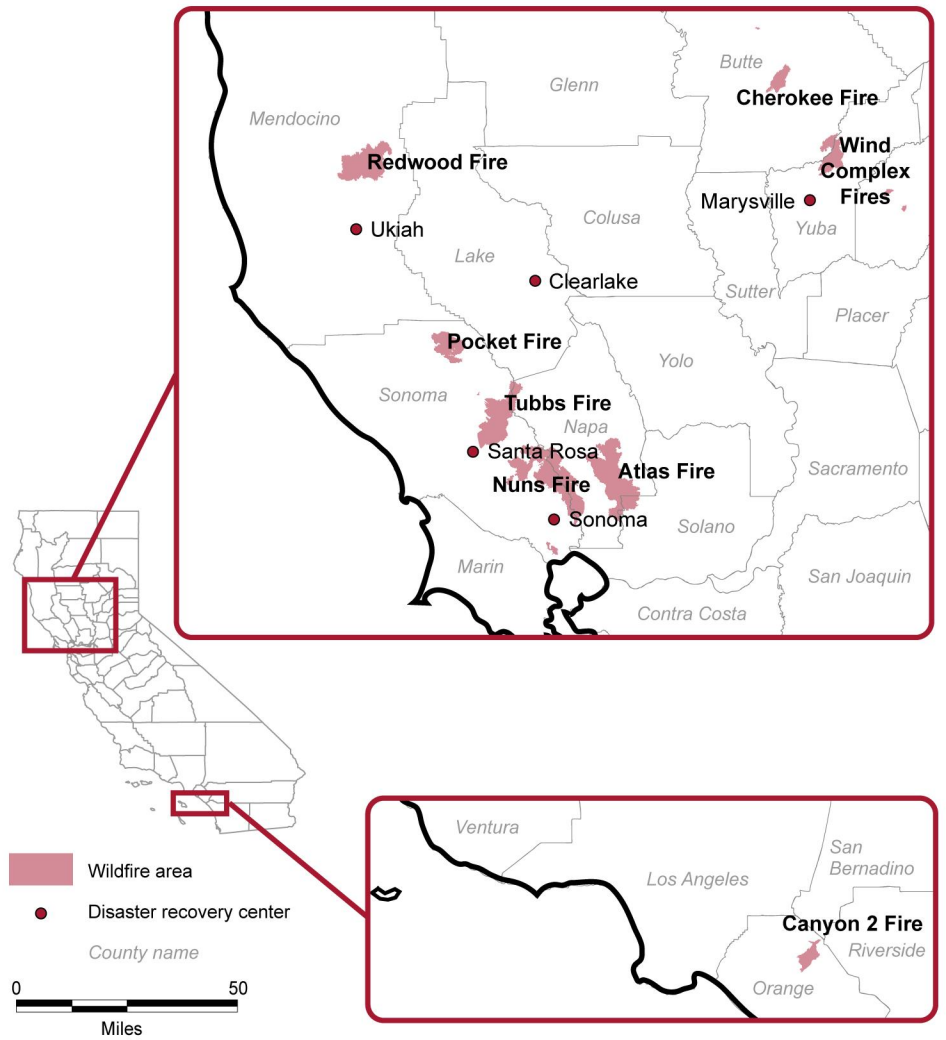 Butte
Glenn
Cherokee Fire
Mendocino
Wind
Complex
Fires
Redwood Fire
Marysville
Colusa
Yuba
Ukiah
Lake
Clearlake
Sutter
Placer
Pocket Fire
Yolo
Sonoma
Tubbs Fire
Napa
Santa Rosa
Atlas Fire
Sacramento
Nuns Fire
Sonoma
Solano
Marin
San Joaquin
Contra Costa
Ventura
San
Bernadino
Los Angeles
Canyon 2 Fire
Riverside
Orange
Wildfire area
Disaster recovery center
County name
0 50
Miles